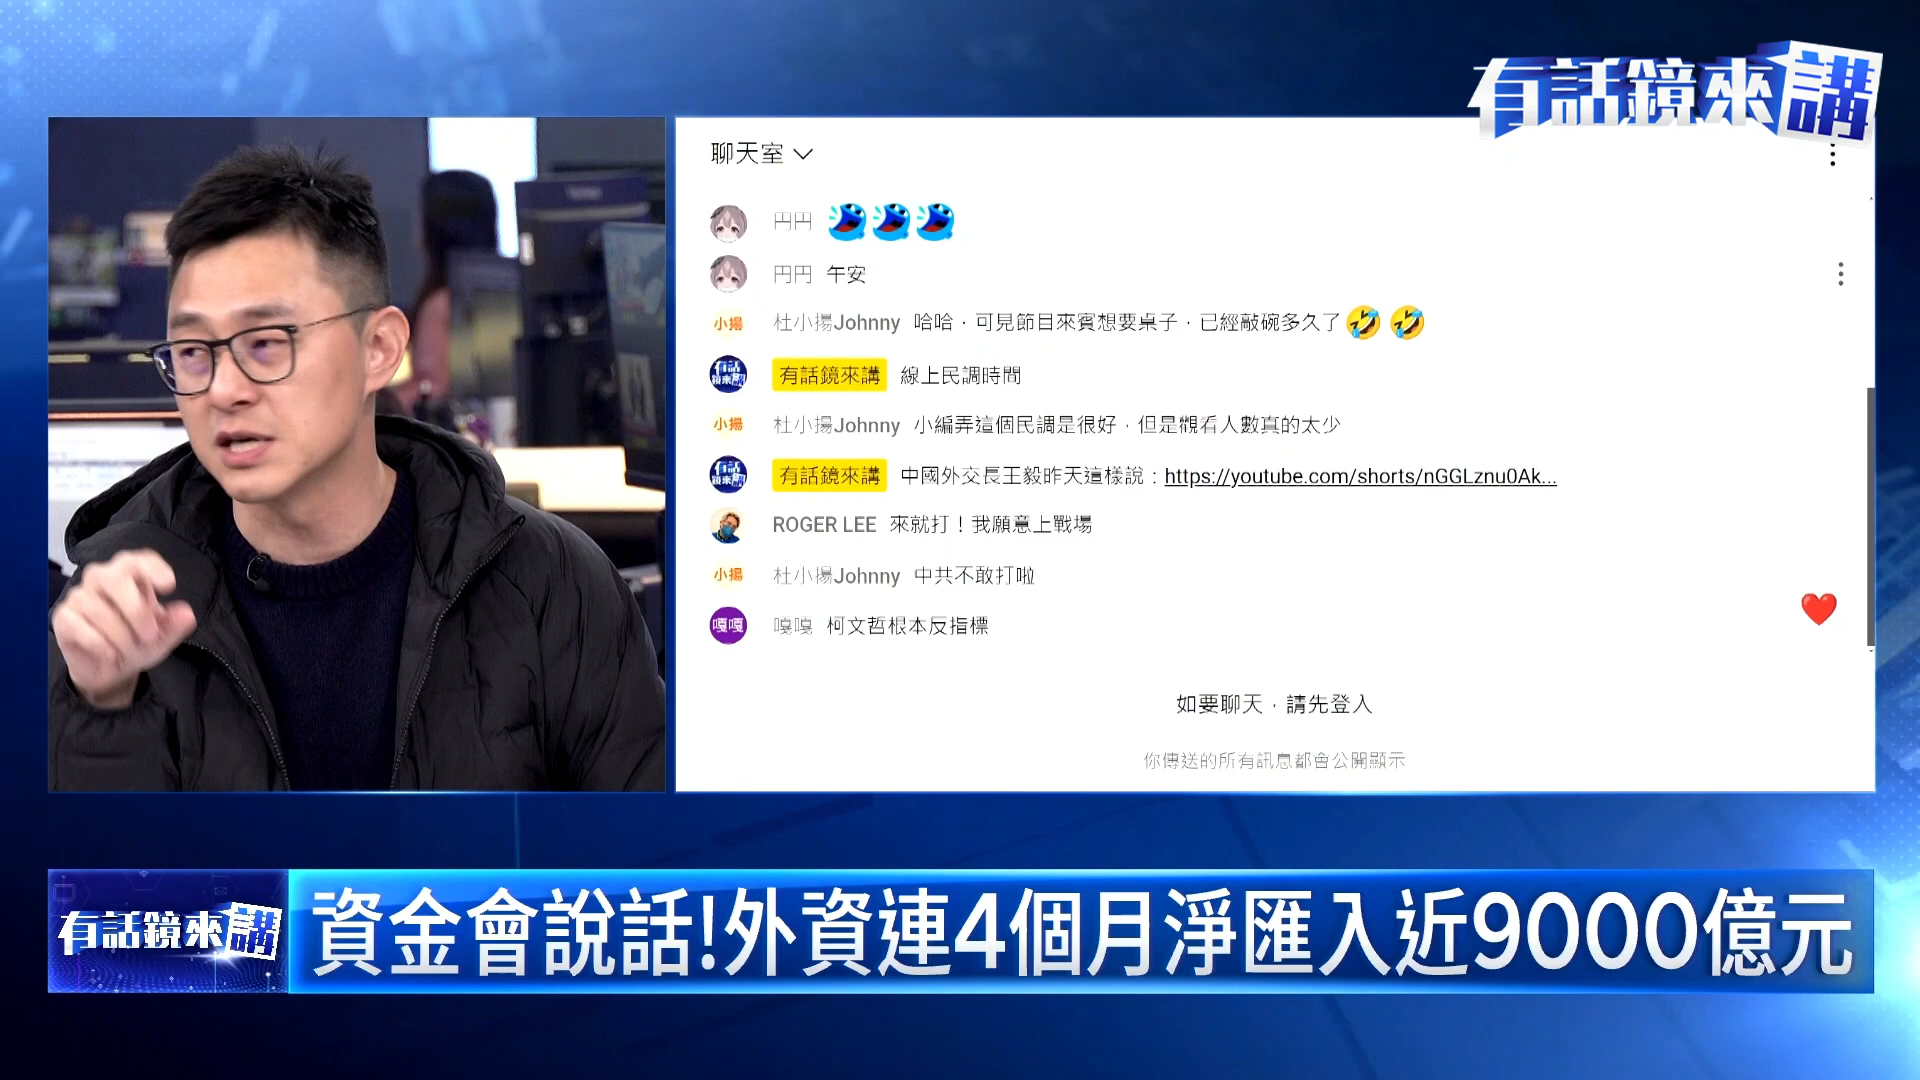 有話鏡來講
聊天室
円円
円円 午安
小揚 杜小揚Johnny 哈哈，可見節目來賓想要桌子，已經敲碗多久了
有話鏡來講 有話鏡來講 線上民調時間
小揚 杜小揚Johnny 小編弄這個民調是很好，但是觀看人數真的太少
有話鏡來講 有話鏡來講 中國外交長王毅昨天這樣說：https://youtube.com/shorts/nGGLznu0Ak...
ROGER LEE 來就打！我願意上戰場
小揚 杜小揚Johnny 中共不敢打啦
嘎嘎 嘎嘎 柯文哲根本反指標
如要聊天，請先登入
你傳送的所有訊息都會公開顯示
有話鏡來講 資金會說話!外資連4個月淨匯入近9000億元